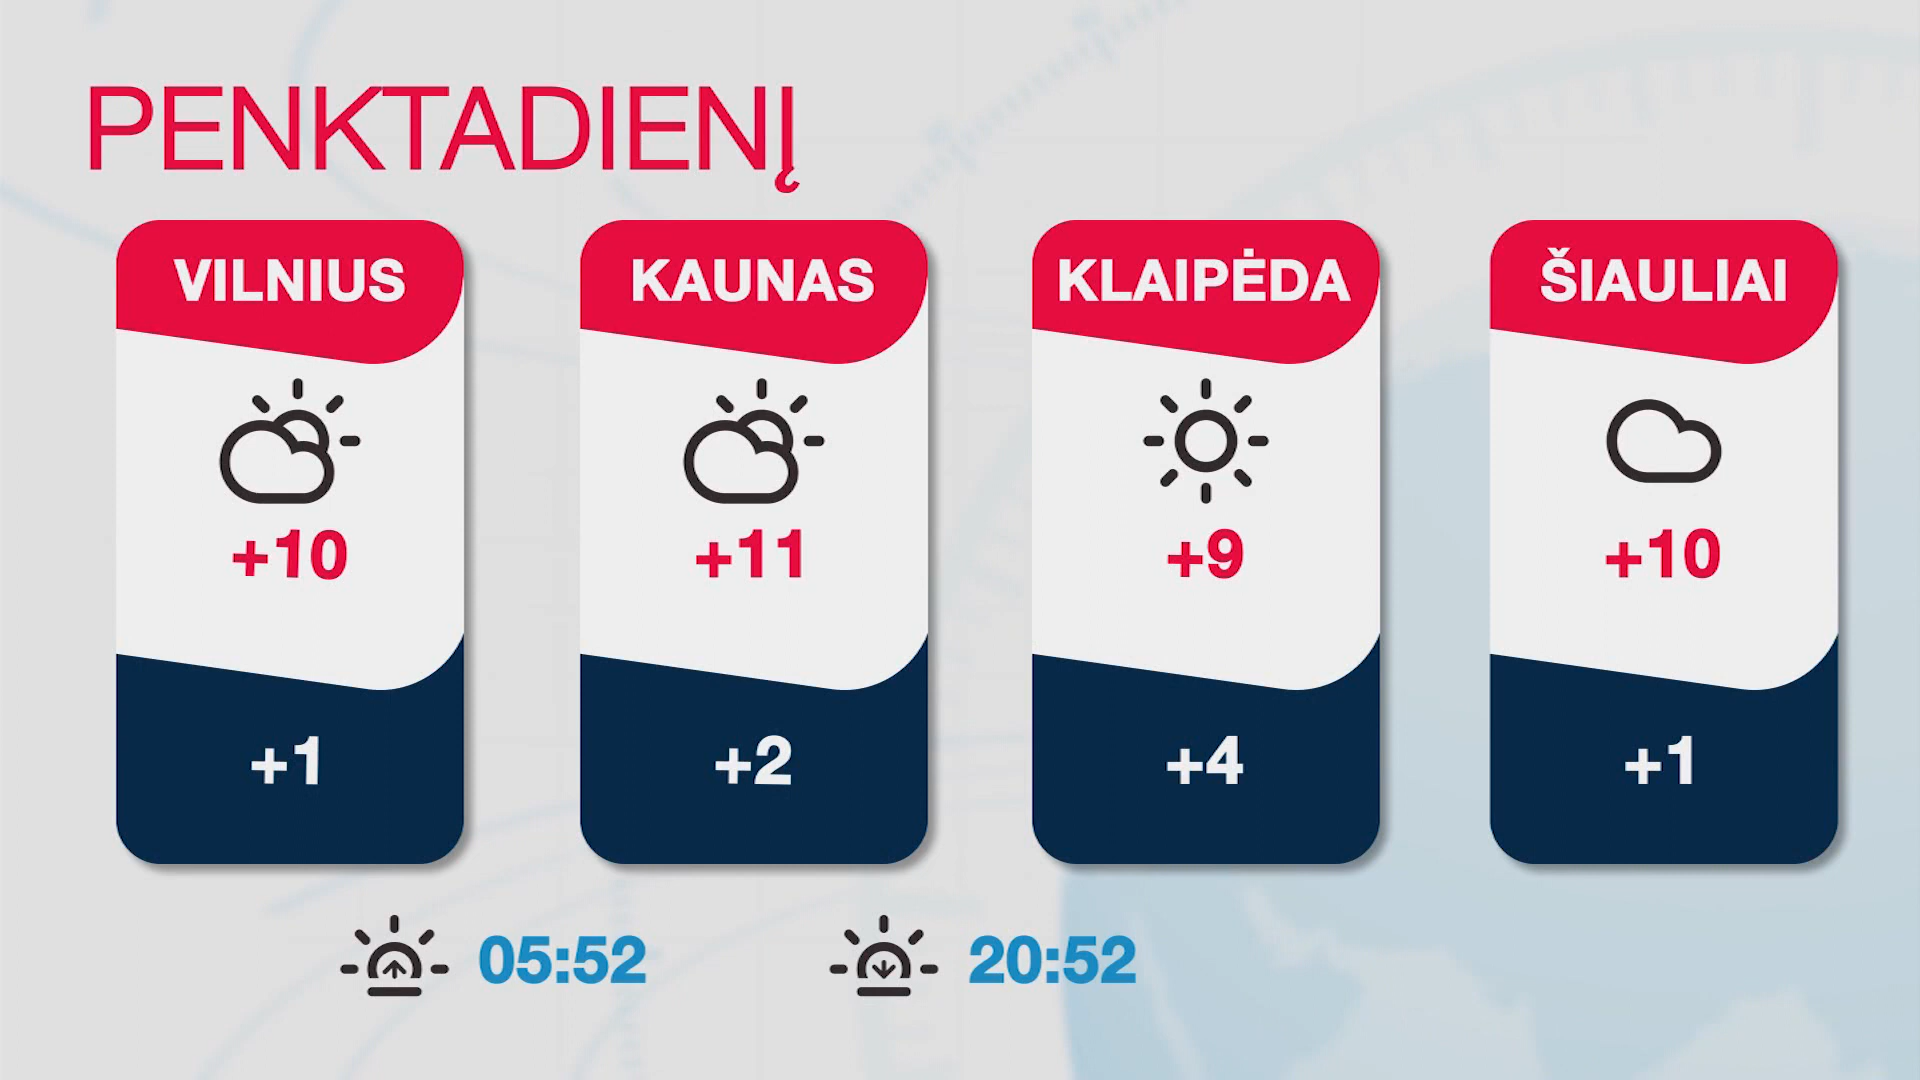 PENKTADIENĮ
VILNIUS
+10
+1
KAUNAS
+11
+2
KLAIPĖDA
+9
+4
ŠIAULIAI
+10
+1
05:52
20:52